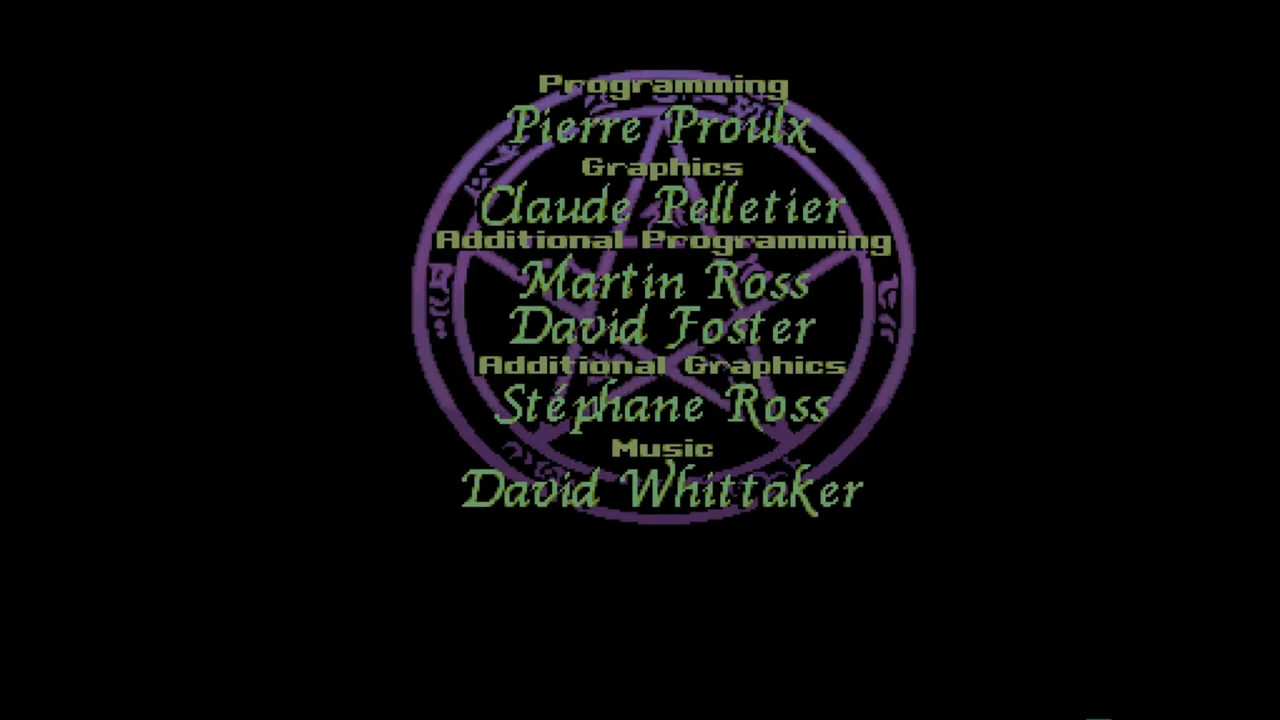 Programming
Pierre Proulx
Graphics
Claude Pelletier
Additional Programming
Martin Ross
David Foster
Additional Graphics
Stéphane Ross
Music
David Whittaker